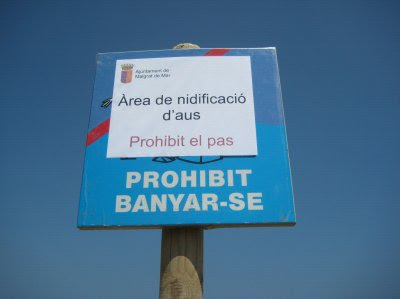 Ajuntament de
Malgrat de Mar
Àrea de nidificació
d'aus
Prohibit el pas
PROHIBIT
BANYAR-SE